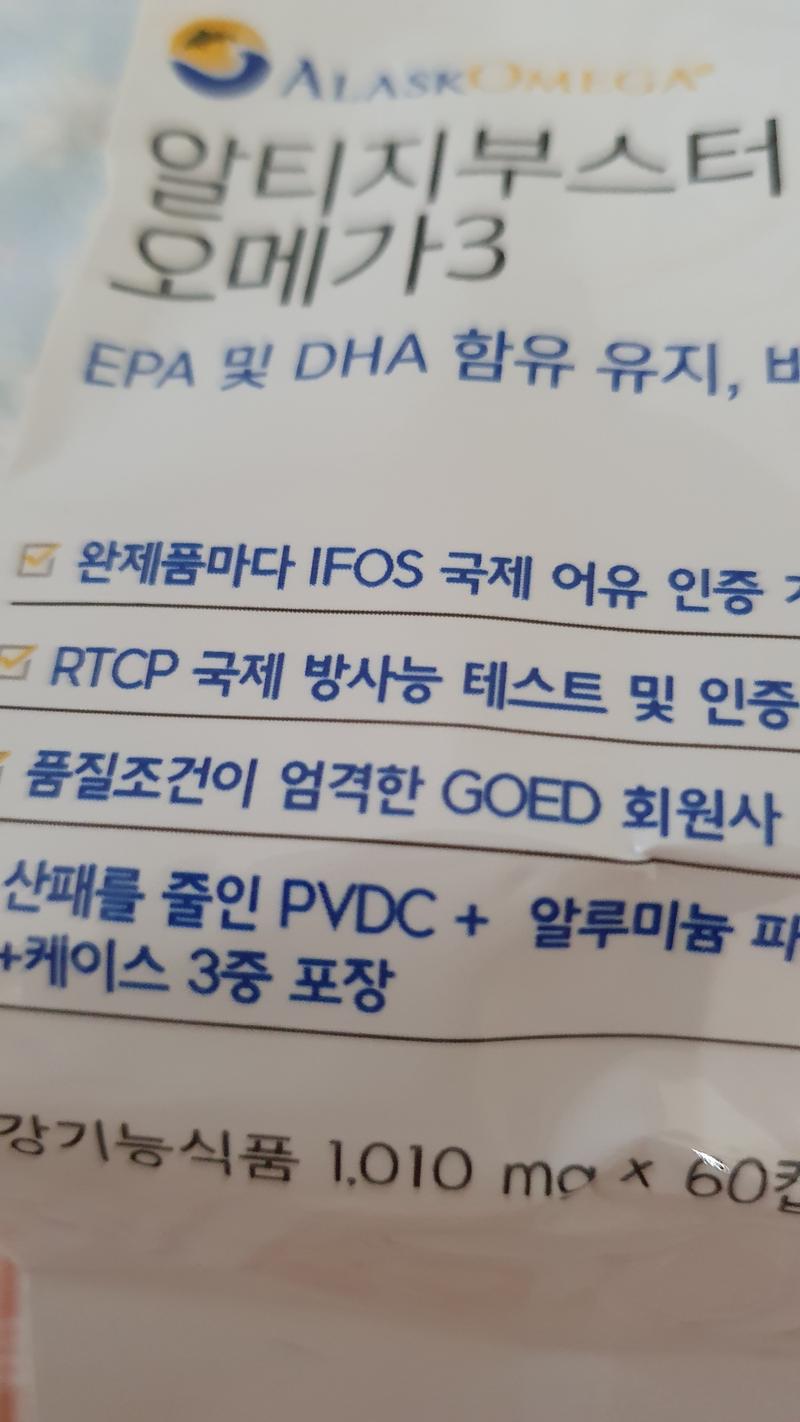 ALASKOMEGA®
알티지부스터
오메가3
EPA 및 DHA 함유 유지,
완제품마다 IFOS 국제 어유 인증
RTCP 국제 방사능 테스트 및 인증
품질조건이 엄격한 GOED 회원사
산패를 줄인 PVDC + 알루미늄
+케이스 3중 포장
강기능식품 1,010 mg x 60캡